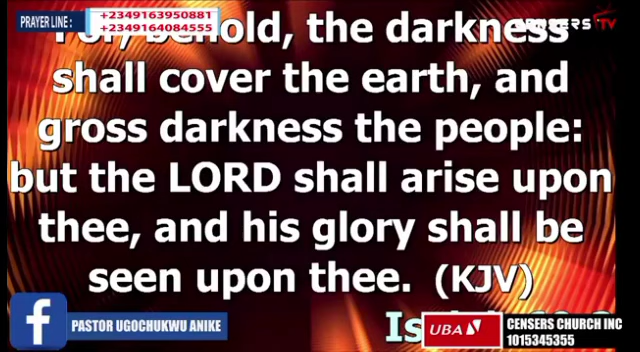 PRAYER LINE :
+2349163950881
+2349164084555
CENSERS TV
For, behold, the darkness
shall cover the earth, and
gross darkness the people:
but the LORD shall arise upon
thee, and his glory shall be
seen upon thee. (KJV)
f
PASTOR UGOCHUKWU ANIKE
UBA
CENSERS CHURCH INC
1015345355